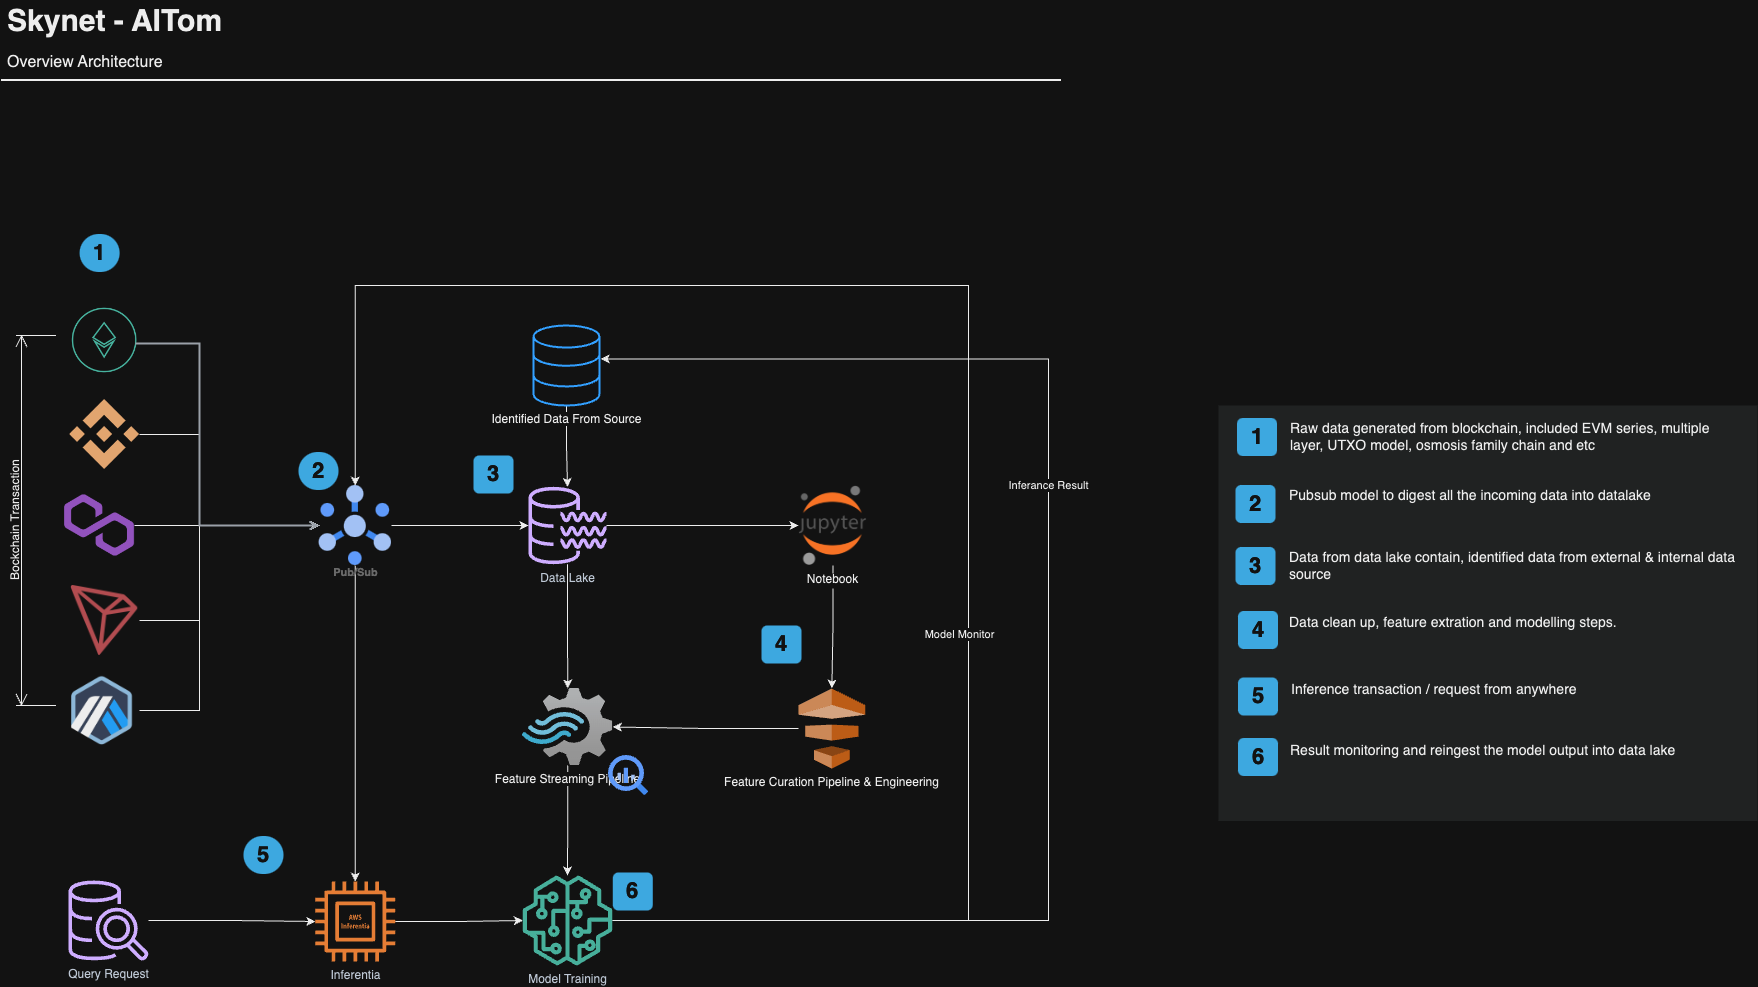 Skynet - AITom
Overview Architecture
1
Bockchain Transaction
2
Pub/Sub
Identified Data From Source
3
Data Lake
jupyter
Notebook
Inferance Result
Model Monitor
4
Feature Streaming Pipeline
Feature Curation Pipeline & Engineering
5
Query Request
AWS
Inferentia
Inferentia
6
Model Training
1
Raw data generated from blockchain, included EVM series, multiple
layer, UTXO model, osmosis family chain and etc
2
Pubsub model to digest all the incoming data into datalake
3
Data from data lake contain, identified data from external & internal data
source
4
Data clean up, feature extration and modelling steps.
5
Inference transaction / request from anywhere
6
Result monitoring and reingest the model output into data lake